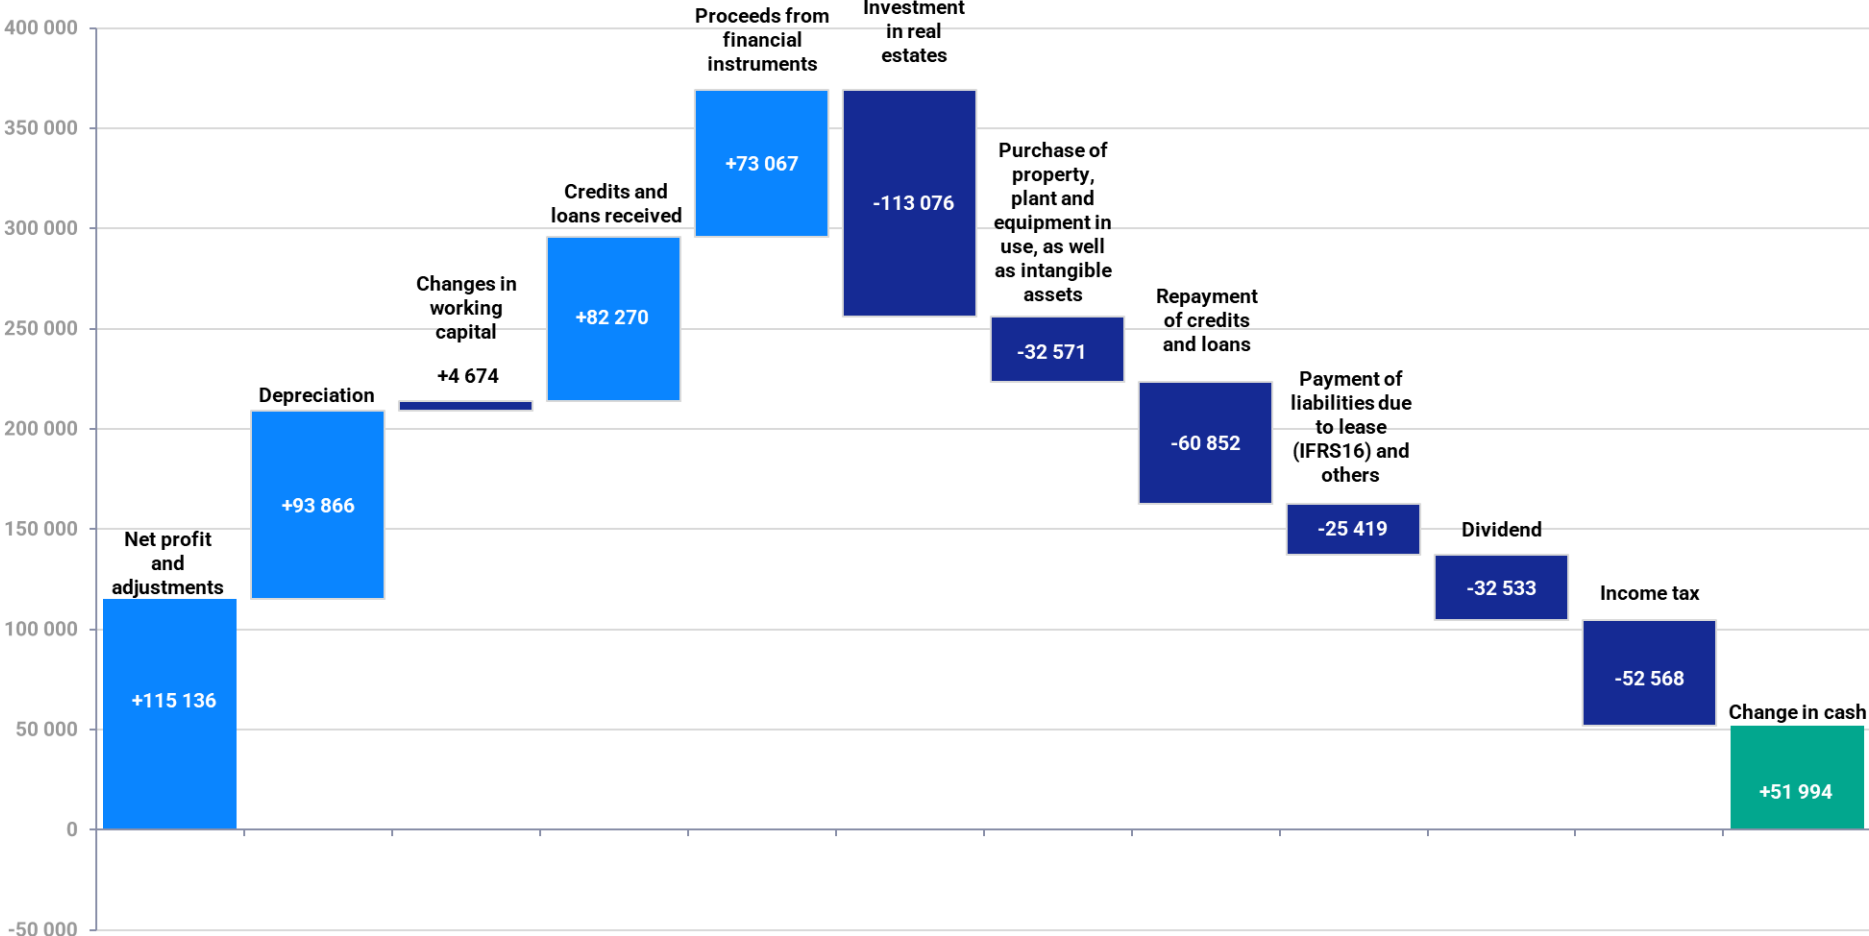 400 000
350 000
300 000
250 000
200 000
150 000
100 000
50 000
0
-50 000
Net profit
and
adjustments
+115 136
Depreciation
+93 866
Changes in
working
capital
+4 674
Credits and
loans received
+82 270
Proceeds from
financial
instruments
+73 067
Investment
in real
estates
-113 076
Purchase of
property,
plant and
equipment in
use, as well
as intangible
assets
-32 571
Repayment
of credits
and loans
-60 852
Payment of
liabilities due
to lease
(IFRS16) and
others
-25 419
Dividend
-32 533
Income tax
-52 568
Change in cash
+51 994